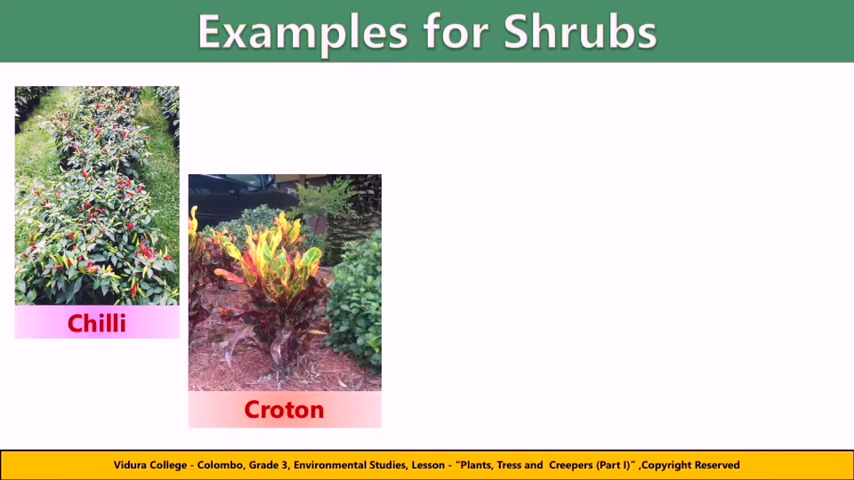 Examples for Shrubs
Chilli
Croton
Vidura College - Colombo, Grade 3, Environmental Studies, Lesson - “Plants, Tress and Creepers (Part I)” ,Copyright Reserved